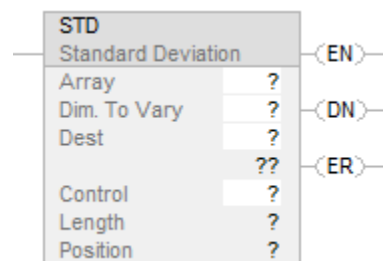 STD
Standard Deviation (EN)
Array ?
Dim. To Vary ? (DN)
Dest ?
?? (ER)
Control ?
Length ?
Position ?